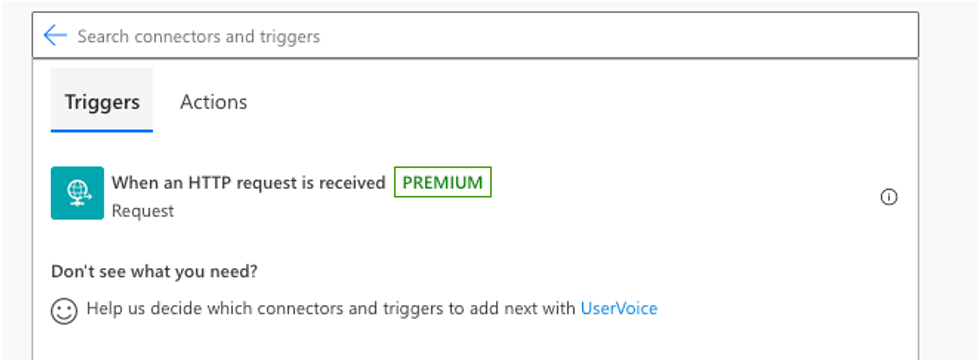 Search connectors and triggers
Triggers Actions
When an HTTP request is received PREMIUM
Request
Don't see what you need?
Help us decide which connectors and triggers to add next with UserVoice